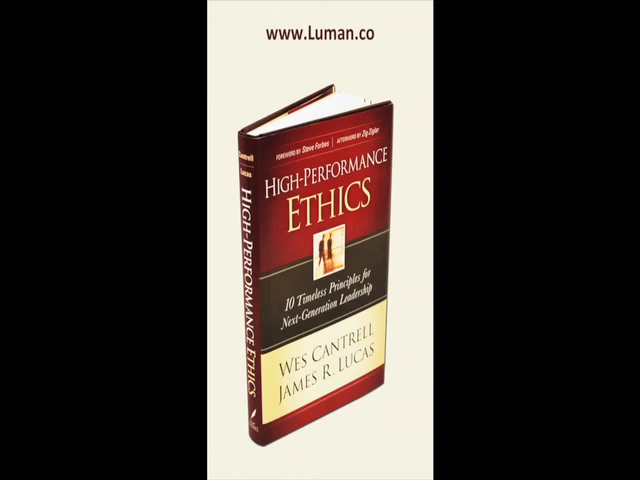 www.Luman.co
FOREWORD BY Steve Forbes | AFTERWORD BY Zig Ziglar
HIGH-PERFORMANCE
ETHICS
10 Timeless Principles for
Next-Generation Leadership
WES CANTRELL
JAMES R. LUCAS
Cantrell
Lucas
HIGH-PERFORMANCE ETHICS